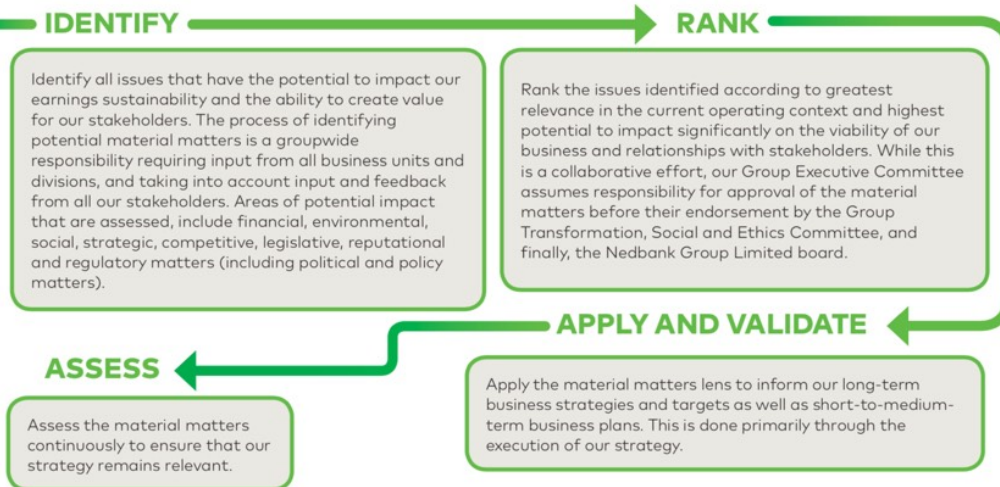 IDENTIFY
Identify all issues that have the potential to impact our
earnings sustainability and the ability to create value
for our stakeholders. The process of identifying
potential material matters is a groupwide
responsibility requiring input from all business units and
divisions, and taking into account input and feedback
from all our stakeholders. Areas of potential impact
that are assessed, include financial, environmental,
social, strategic, competitive, legislative, reputational
and regulatory matters (including political and policy
matters).
RANK
Rank the issues identified according to greatest
relevance in the current operating context and highest
potential to impact significantly on the viability of our
business and relationships with stakeholders. While this
is a collaborative effort, our Group Executive Committee
assumes responsibility for approval of the material
matters before their endorsement by the Group
Transformation, Social and Ethics Committee, and
finally, the Nedbank Group Limited board.
APPLY AND VALIDATE
Apply the material matters lens to inform our long-term
business strategies and targets as well as short-to-medium-
term business plans. This is done primarily through the
execution of our strategy.
ASSESS
Assess the material matters
continuously to ensure that our
strategy remains relevant.